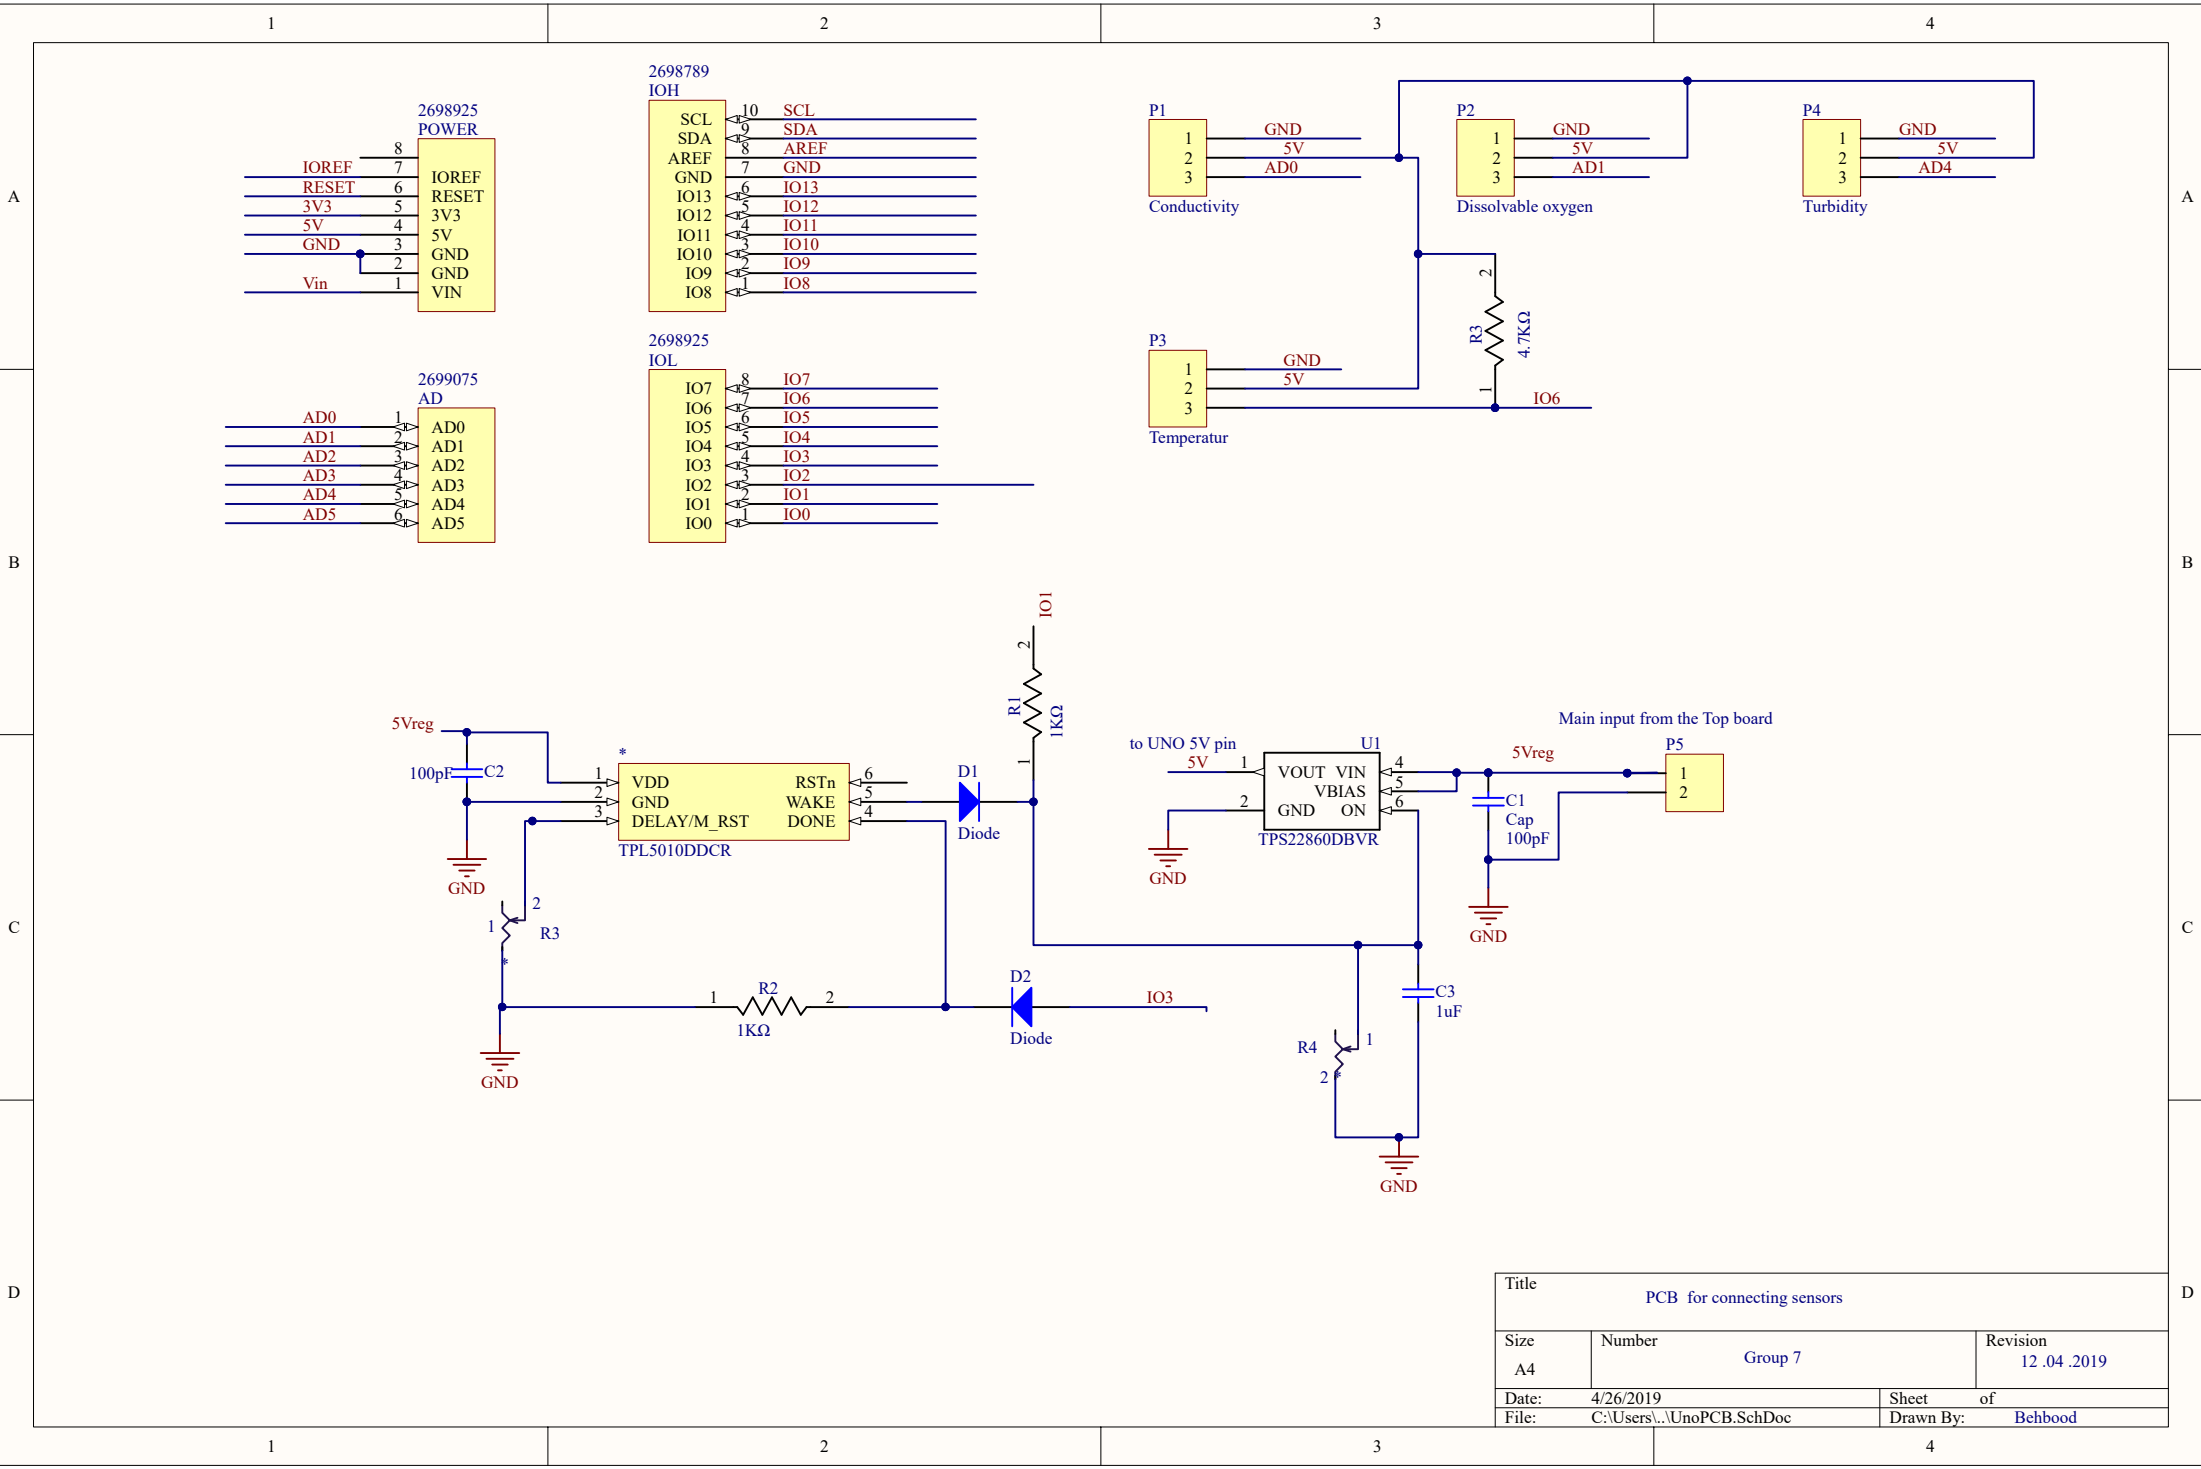 1 2 3 4
A
B
C
D
2698925
POWER
8
IOREF 7 IOREF
RESET 6 RESET
3V3 5 3V3
5V 4 5V
GND 3 GND
2 GND
Vin 1 VIN
2698789
IOH
SCL 10 SCL
SDA 9 SDA
AREF 8 AREF
GND 7 GND
IO13 6 IO13
IO12 5 IO12
IO11 4 IO11
IO10 3 IO10
IO9 2 IO9
IO8 1 IO8
P1
1 GND
2 5V
3 AD0
Conductivity
P2
1 GND
2 5V
3 AD1
Dissolvable oxygen
P4
1 GND
2 5V
3 AD4
Turbidity
2
R3
4.7KΩ
1
IO6
P3
1 GND
2 5V
3
Temperatur
2699075
AD
AD0 1 AD0
AD1 2 AD1
AD2 3 AD2
AD3 4 AD3
AD4 5 AD4
AD5 6 AD5
2698925
IOL
IO7 8 IO7
IO6 7 IO6
IO5 6 IO5
IO4 5 IO4
IO3 4 IO3
IO2 3 IO2
IO1 2 IO1
IO0 1 IO0
IO1
2
R1
1KΩ
1
5Vreg
100pF C2
GND
*
1 VDD RSTn 6
2 GND WAKE 5
3 DELAY/M_RST DONE 4
TPL5010DDCR
D1
Diode
2
1 R3
*
GND
1 R2 2
1KΩ
D2
Diode
IO3
to UNO 5V pin
5V 1
2
GND
U1
VOUT VIN 4
VBIAS 5
GND ON 6
TPS22860DBVR
Main input from the Top board
5Vreg
P5
1
2
C1
Cap
100pF
GND
C3
1uF
R4 1
2 *
GND
Title
PCB for connecting sensors
Size
A4
Number
Group 7
Revision
12 .04 .2019
Date: 4/26/2019 Sheet of
File: C:\Users\..\UnoPCB.SchDoc Drawn By: Behbood
A
B
C
D
1 2 3 4